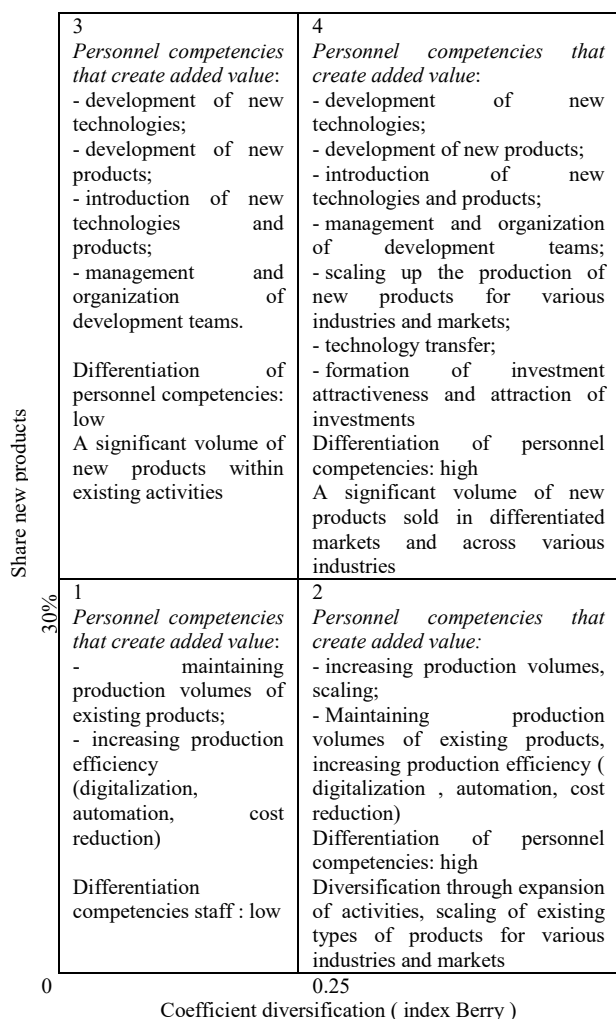 3
Personnel competencies
that create added value:
- development of new
technologies;
- development of new
products;
- introduction of new
technologies and
products;
- management and
organization of
development teams.
Differentiation of
personnel competencies:
low
A significant volume of
new products within
existing activities
4
Personnel competencies that
create added value:
- development of new
technologies;
- development of new products;
- introduction of new
technologies and products;
- management and organization
of development teams;
- scaling up the production of
new products for various
industries and markets;
- technology transfer;
- formation of investment
attractiveness and attraction of
investments
Differentiation of personnel
competencies: high
A significant volume of new
products sold in differentiated
markets and across various
industries
Share new products
30%
1
Personnel competencies
that create added value:
- maintaining
production volumes of
existing products;
- increasing production
efficiency
(digitalization,
automation, cost
reduction)
Differentiation
competencies staff : low
2
Personnel competencies that
create added value:
- increasing production volumes,
scaling;
- Maintaining production
volumes of existing products,
increasing production efficiency (
digitalization , automation, cost
reduction)
Differentiation of personnel
competencies: high
Diversification through expansion
of activities, scaling of existing
types of products for various
industries and markets
0
0.25
Coefficient diversification ( index Berry )